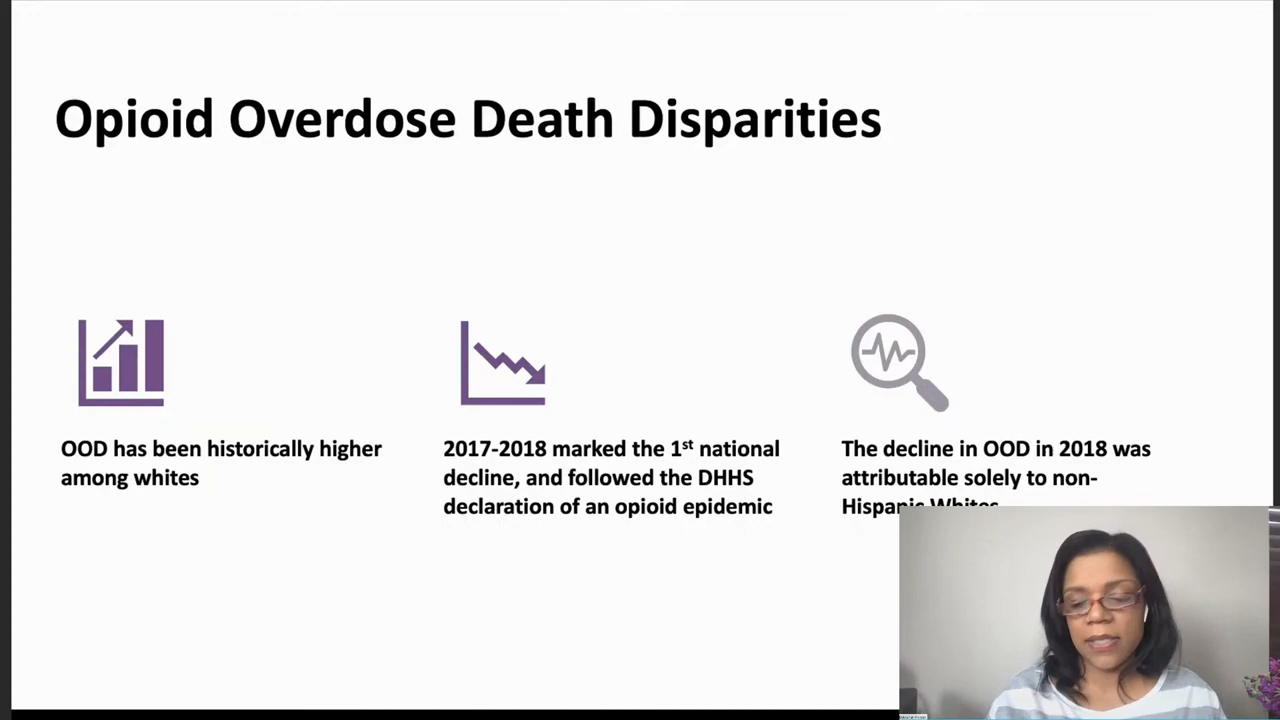 Opioid Overdose Death Disparities
OOD has been historically higher
among whites
2017-2018 marked the 1st national
decline, and followed the DHHS
declaration of an opioid epidemic
The decline in OOD in 2018 was
attributable solely to non-
Hispanic Whites